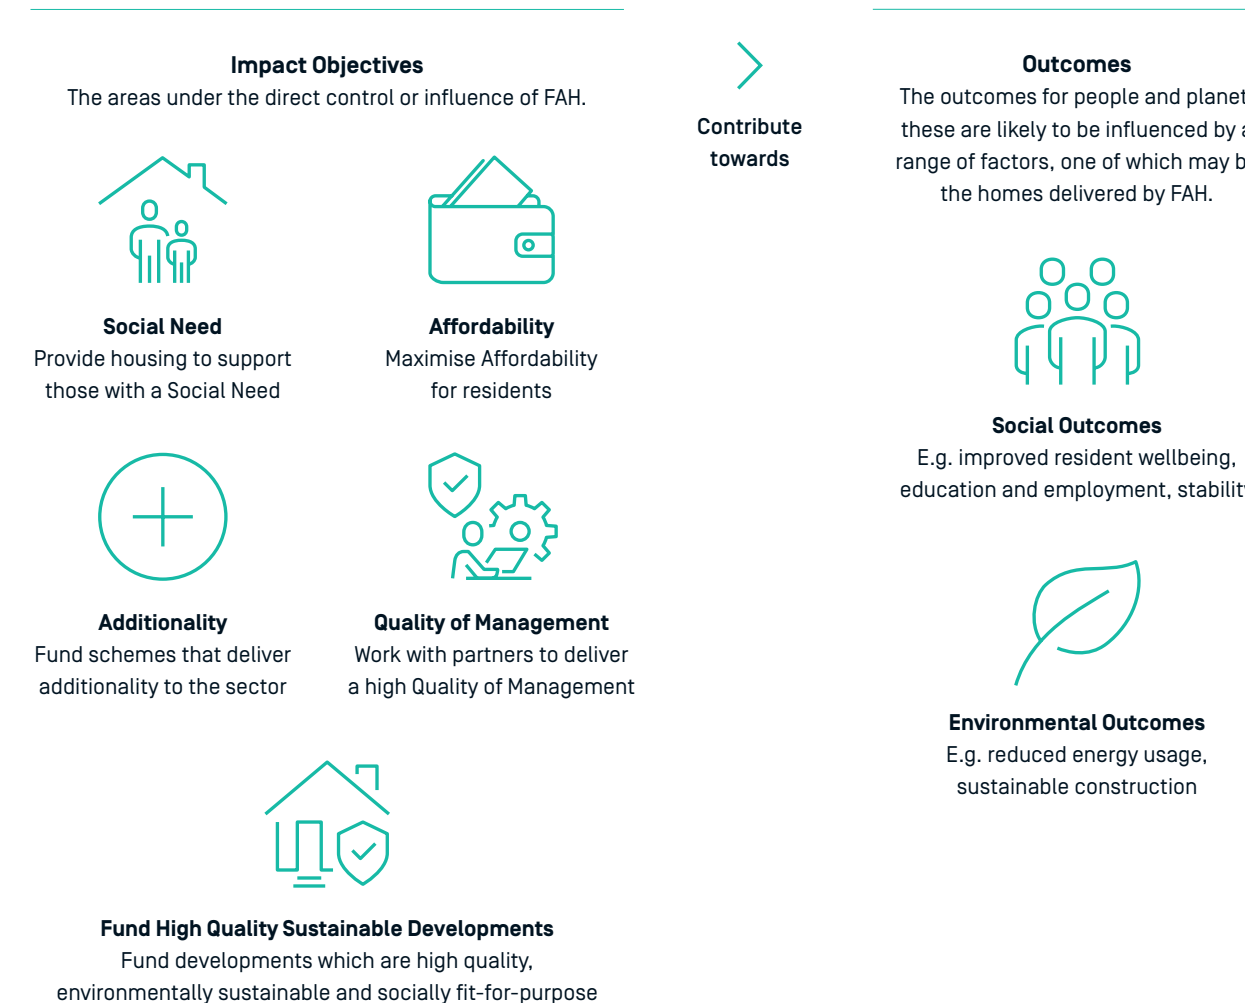 Impact Objectives
The areas under the direct control or influence of FAH.
Social Need
Provide housing to support
those with a Social Need
Affordability
Maximise Affordability
for residents
Additionality
Fund schemes that deliver
additionality to the sector
Quality of Management
Work with partners to deliver
a high Quality of Management
Fund High Quality Sustainable Developments
Fund developments which are high quality,
environmentally sustainable and socially fit-for-purpose
Contribute
towards
Outcomes
The outcomes for people and planet
these are likely to be influenced by
range of factors, one of which may
the homes delivered by FAH.
Social Outcomes
E.g. improved resident wellbeing,
education and employment,
Environmental Outcomes
E.g. reduced energy usage,
sustainable construction